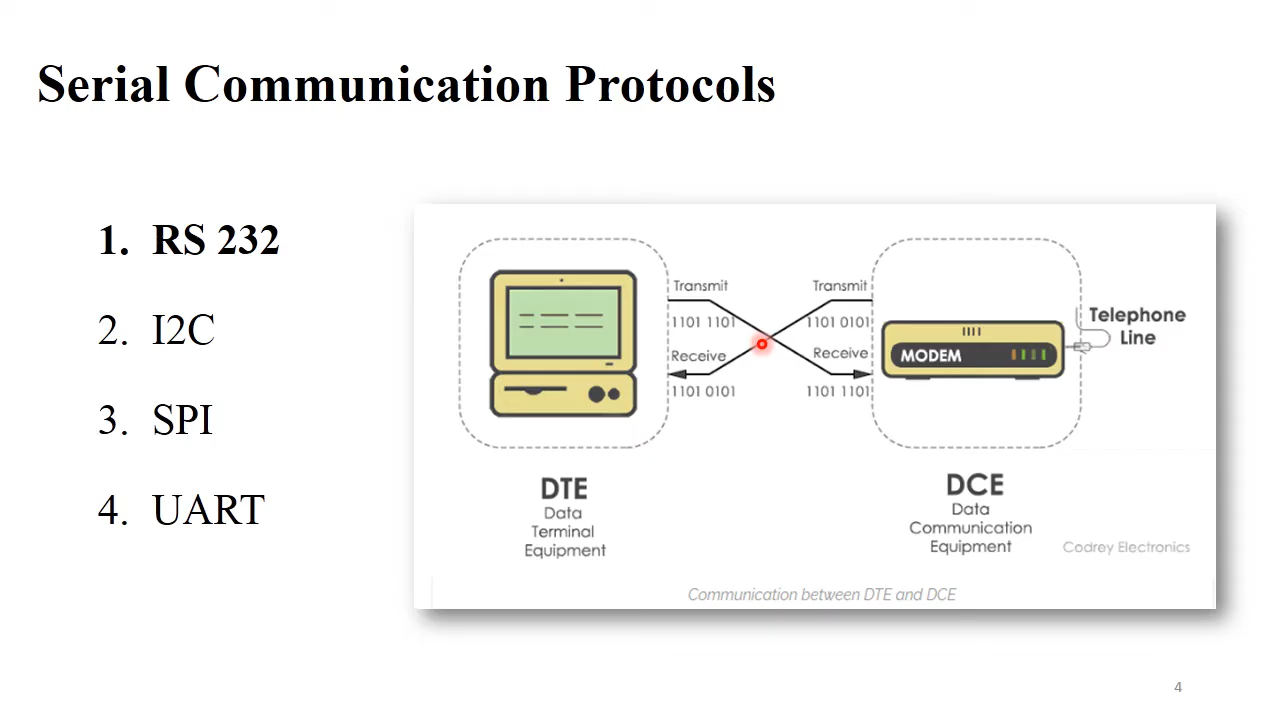 Serial Communication Protocols
1. RS 232
2. I2C
3. SPI
4. UART
Transmit
1101 1101
Receive
1101 0101
Transmit
1101 0101
Receive
1101 1101
MODEM
Telephone
Line
DTE
Data
Terminal
Equipment
DCE
Data
Communication
Equipment
Codrey Electronics
Communication between DTE and DCE
4